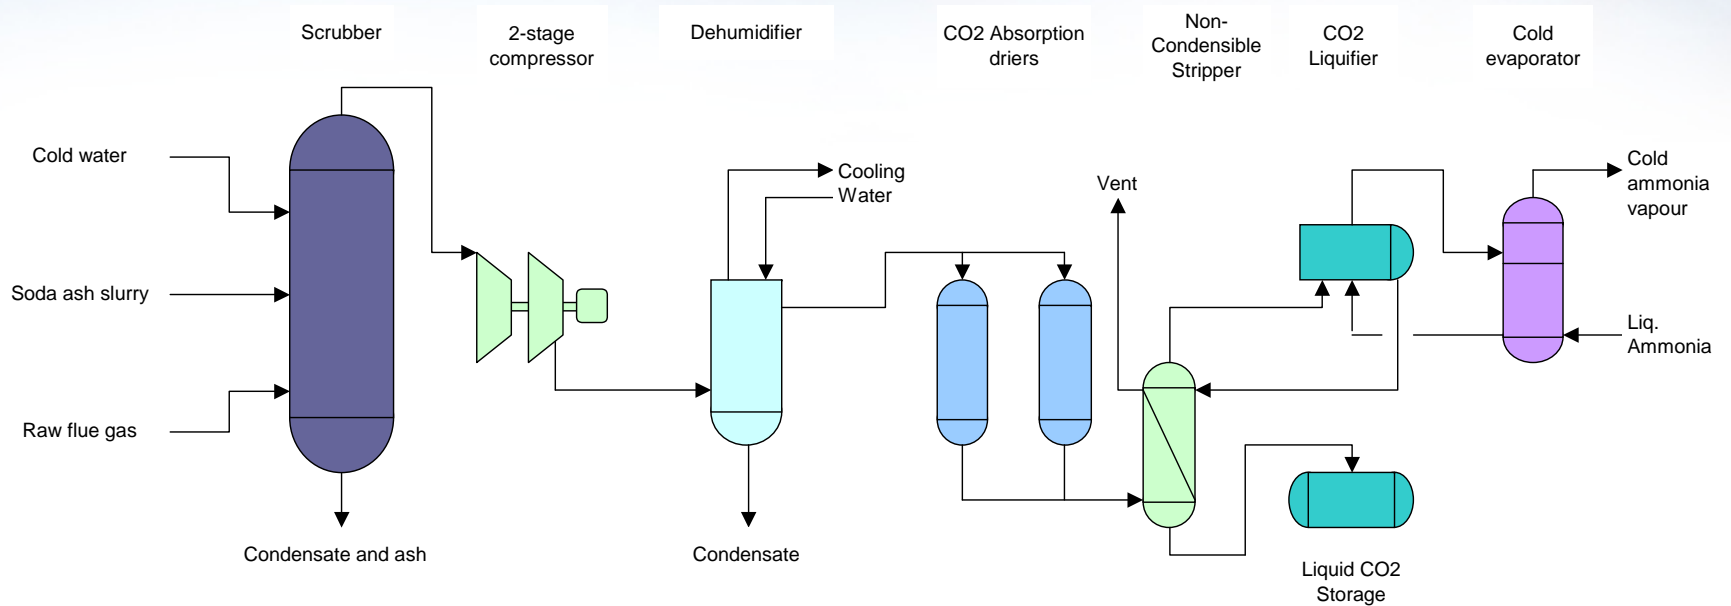 Scrubber
2-stage
compressor
Dehumidifier
CO2 Absorption
driers
Non-
Condensible
Stripper
CO2
Liquifier
Cold
evaporator
Cold water
Soda ash slurry
Raw flue gas
Condensate and ash
Cooling
Water
Condensate
Vent
Cold
ammonia
vapour
Liq.
Ammonia
Liquid CO2
Storage